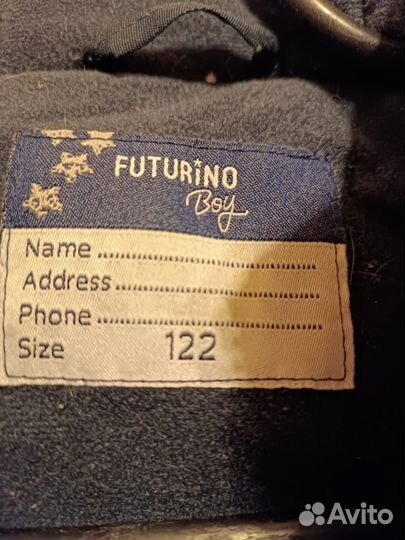 FUTURiNO
Boy
Name..............................
Address........................
Phone............................
Size 122
Avito